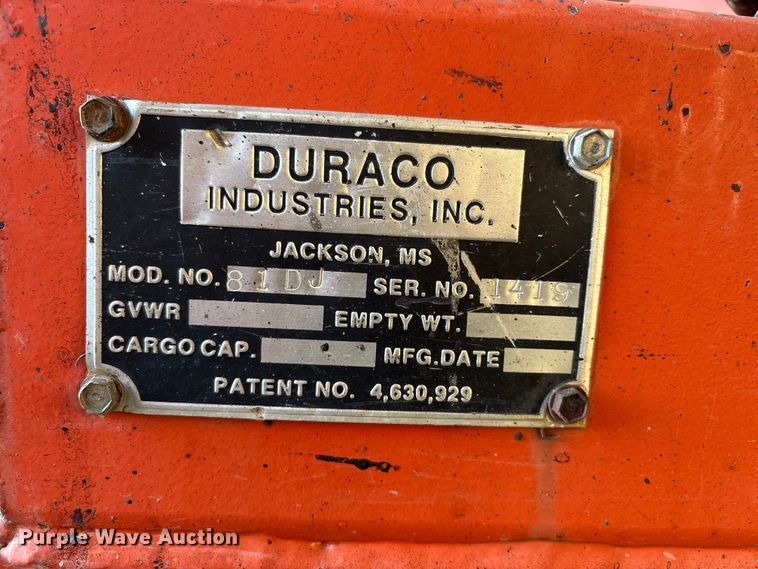 DURACO
INDUSTRIES, INC.
JACKSON, MS
MOD. NO. 81DJ SER. NO. 1419
GVWR EMPTY WT.
CARGO CAP. MFG. DATE
PATENT NO. 4,630,929
Purple Wave Auction